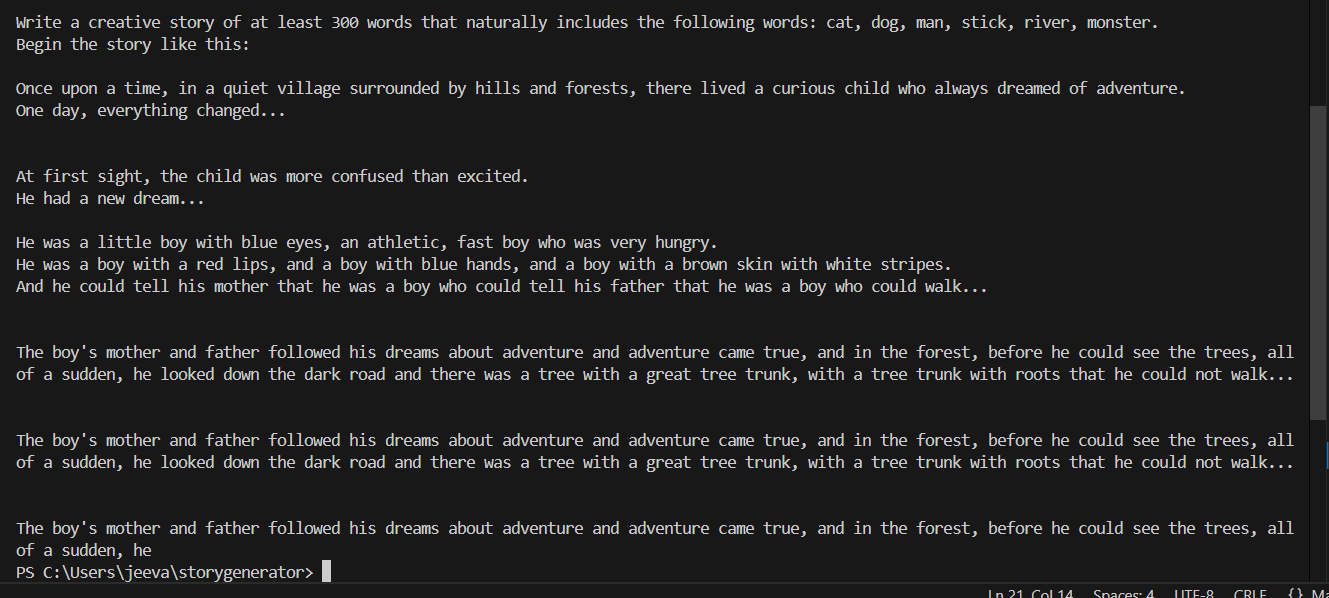 Write a creative story of at least 300 words that naturally includes the following words: cat, dog, man, stick, river, monster.
Begin the story like this:
Once upon a time, in a quiet village surrounded by hills and forests, there lived a curious child who always dreamed of adventure.
One day, everything changed...
At first sight, the child was more confused than excited.
He had a new dream...
He was a little boy with blue eyes, an athletic, fast boy who was very hungry.
He was a boy with a red lips, and a boy with blue hands, and a boy with a brown skin with white stripes.
And he could tell his mother that he was a boy who could tell his father that he was a boy who could walk...
The boy's mother and father followed his dreams about adventure and adventure came true, and in the forest, before he could see the trees, all
of a sudden, he looked down the dark road and there was a tree with a great tree trunk, with a tree trunk with roots that he could not walk...
The boy's mother and father followed his dreams about adventure and adventure came true, and in the forest, before he could see the trees, all
of a sudden, he looked down the dark road and there was a tree with a great tree trunk, with a tree trunk with roots that he could not walk...
The boy's mother and father followed his dreams about adventure and adventure came true, and in the forest, before he could see the trees, all
of a sudden, he
PS C:\Users\jeeva\storygenerator>
Ln 21, Col 14 Spaces: 4 UTF-8 CRLF {} Ma